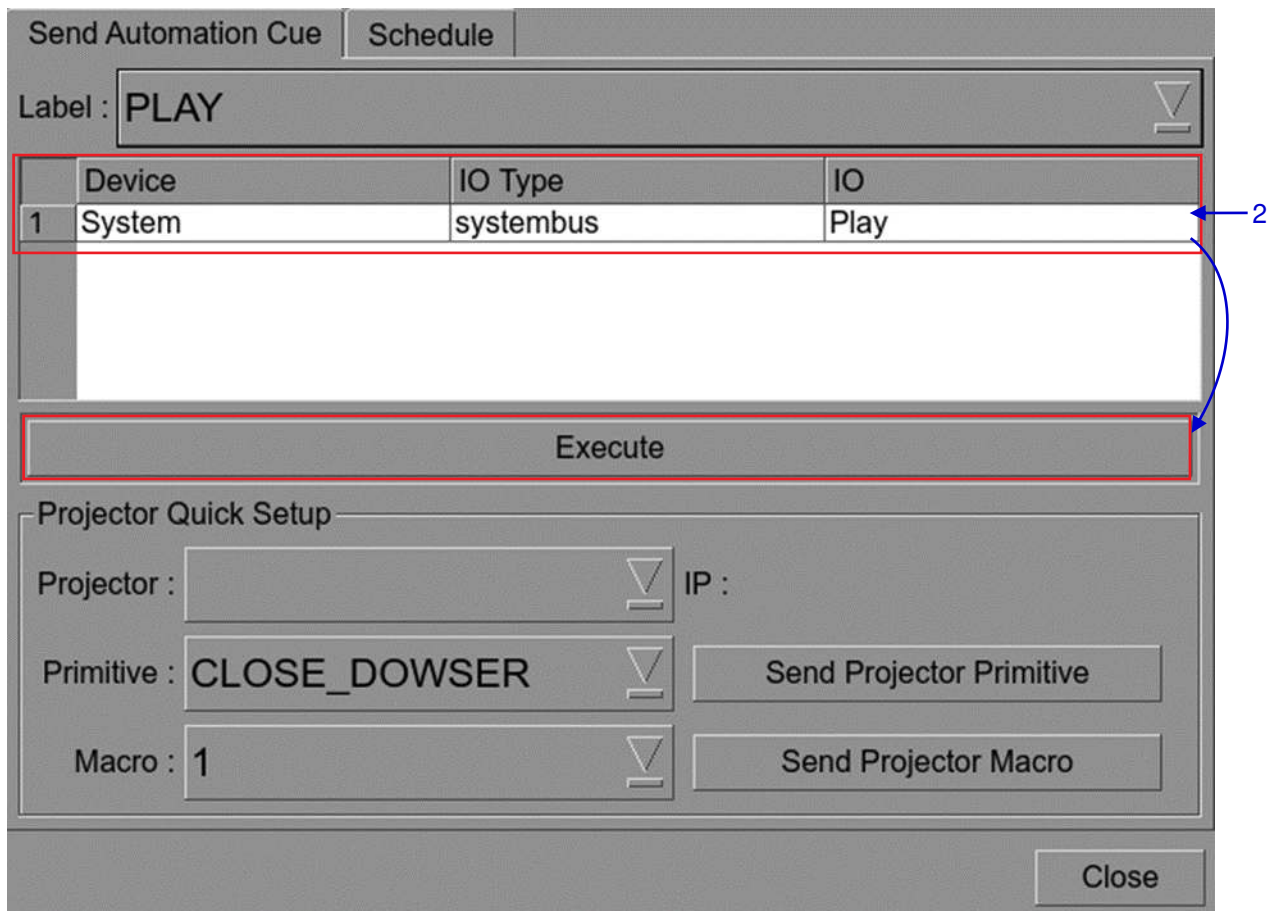 Send Automation Cue Schedule
Label : PLAY
Device IO Type IO
1 System systembus Play
2
Execute
Projector Quick Setup
Projector : IP :
Primitive : CLOSE_DOWSER Send Projector Primitive
Macro : 1 Send Projector Macro
Close